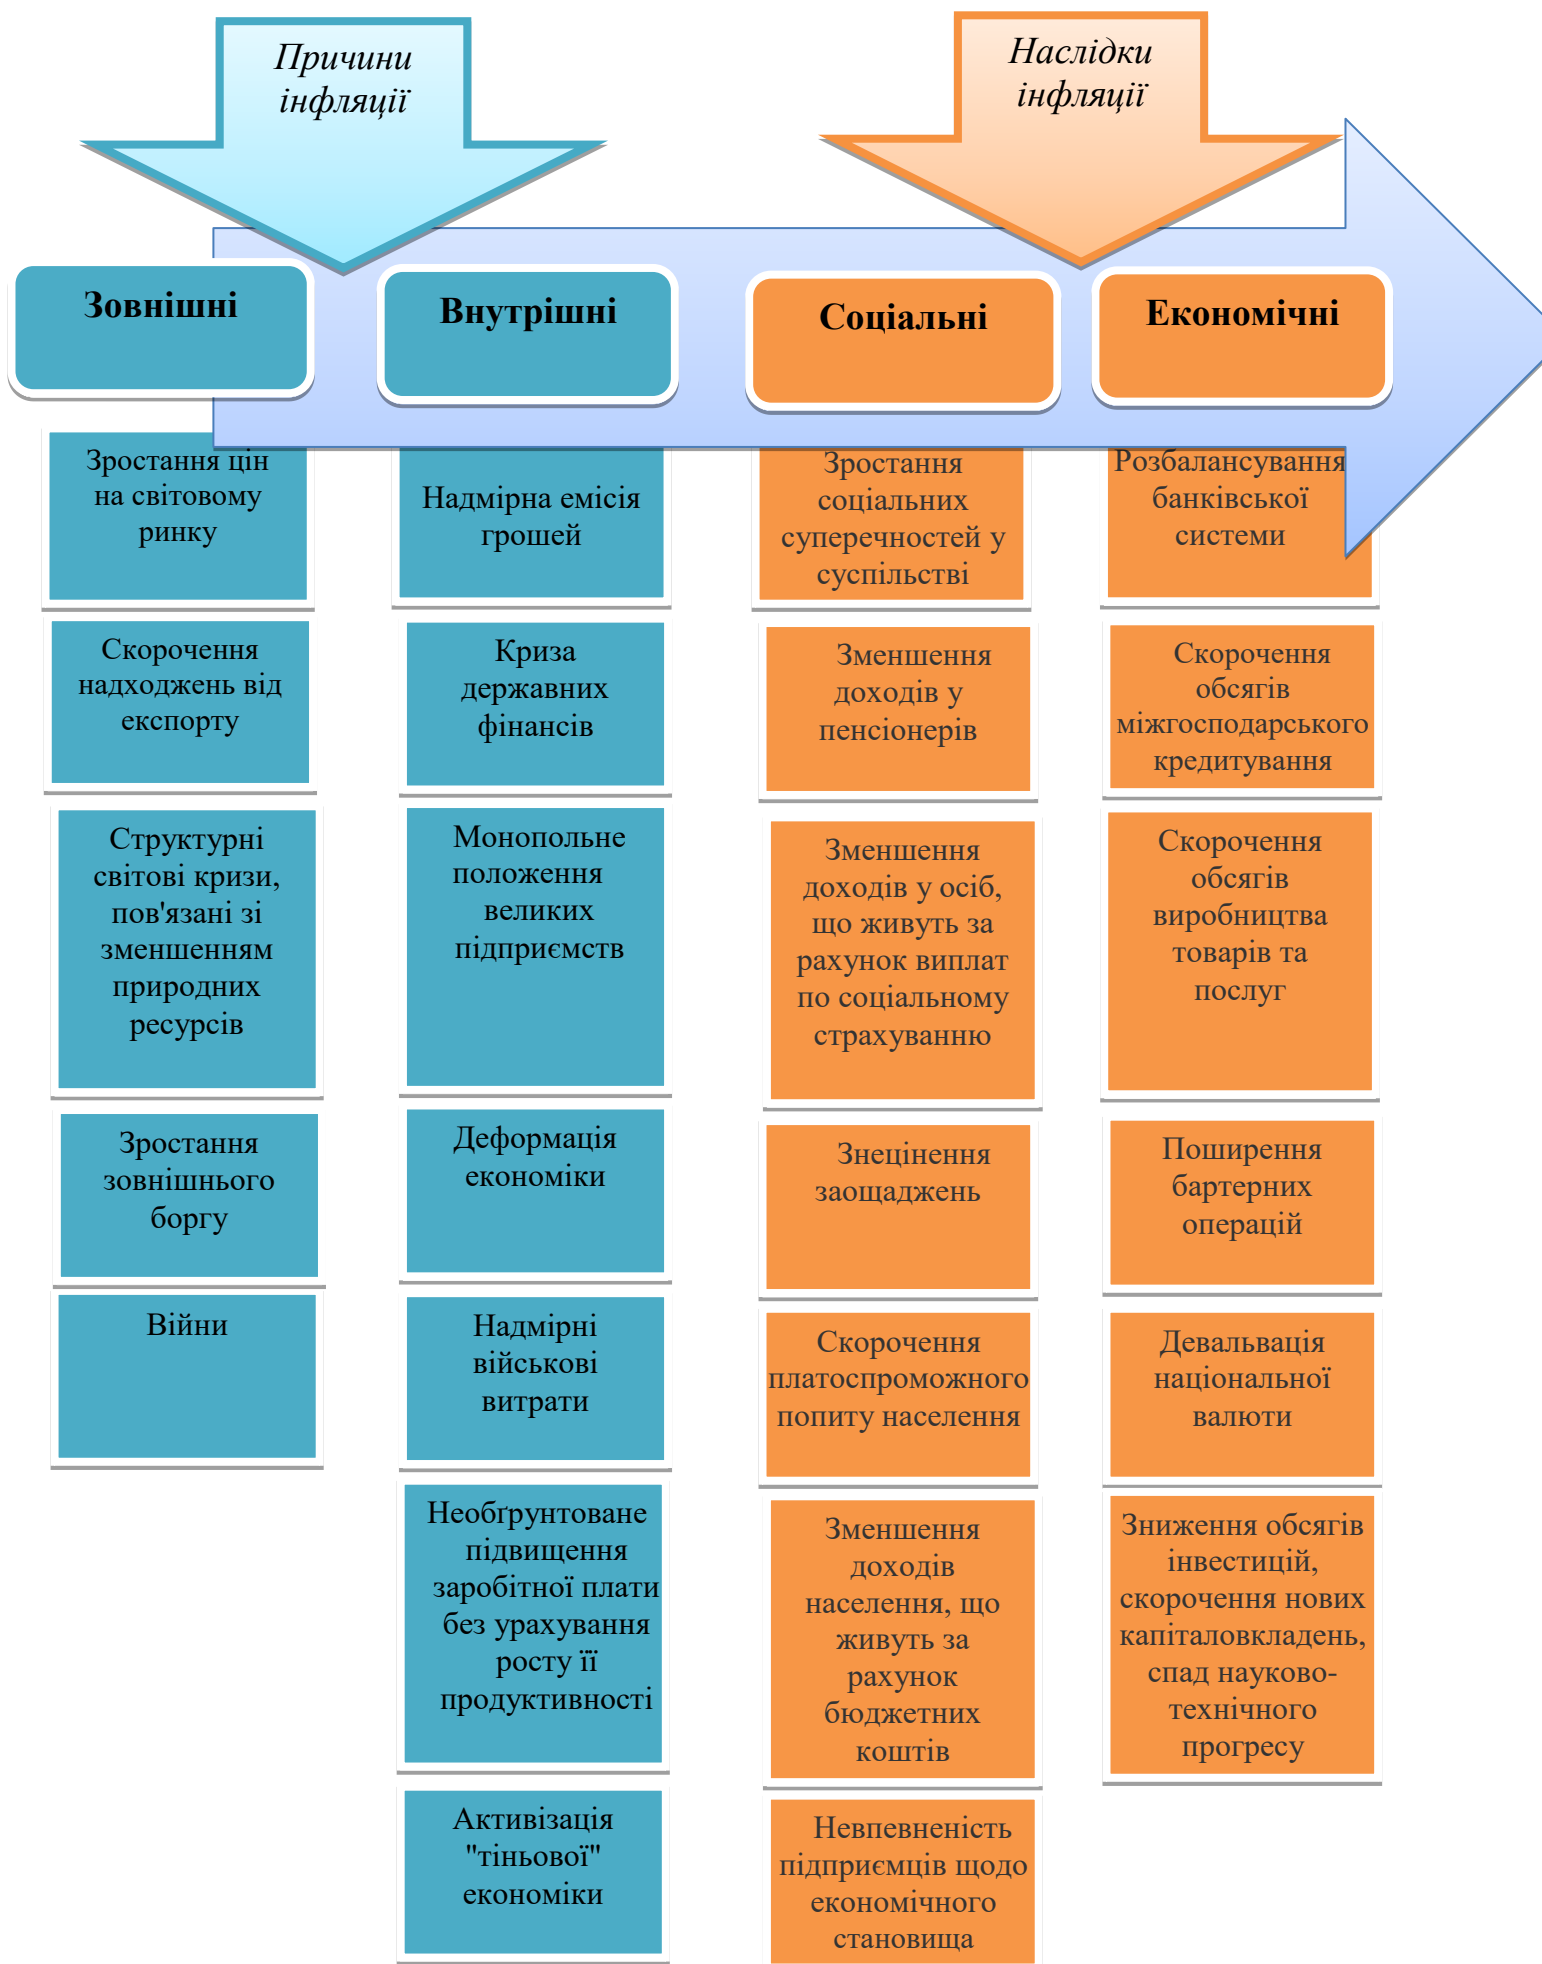 Причини
інфляції
Наслідки
інфляції
Зовнішні
Внутрішні
Соціальні
Економічні
Зростання цін
на світовому
ринку
Скорочення
надходжень від
експорту
Структурні
світові кризи,
пов'язані зі
зменшенням
природних
ресурсів
Зростання
зовнішнього
боргу
Війни
Надмірна емісія
грошей
Криза
державних
фінансів
Монопольне
положення
великих
підприємств
Деформація
економіки
Надмірні
військові
витрати
Необґрунтоване
підвищення
заробітної плати
без урахування
росту її
продуктивності
Активізація
"тіньової"
економіки
Зростання
соціальних
суперечностей у
суспільстві
Зменшення
доходів у
пенсіонерів
Зменшення
доходів у осіб,
що живуть за
рахунок виплат
по соціальному
страхуванню
Знецінення
заощаджень
Скорочення
платоспроможного
попиту населення
Зменшення
доходів
населення, що
живуть за
рахунок
бюджетних
коштів
Невпевненість
підприємців щодо
економічного
становища
Розбалансування
банківської
системи
Скорочення
обсягів
міжгосподарського
кредитування
Скорочення
обсягів
виробництва
товарів та
послуг
Поширення
бартерних
операцій
Девальвація
національної
валюти
Зниження обсягів
інвестицій,
скорочення нових
капіталовкладень,
спад науково-
технічного
прогресу